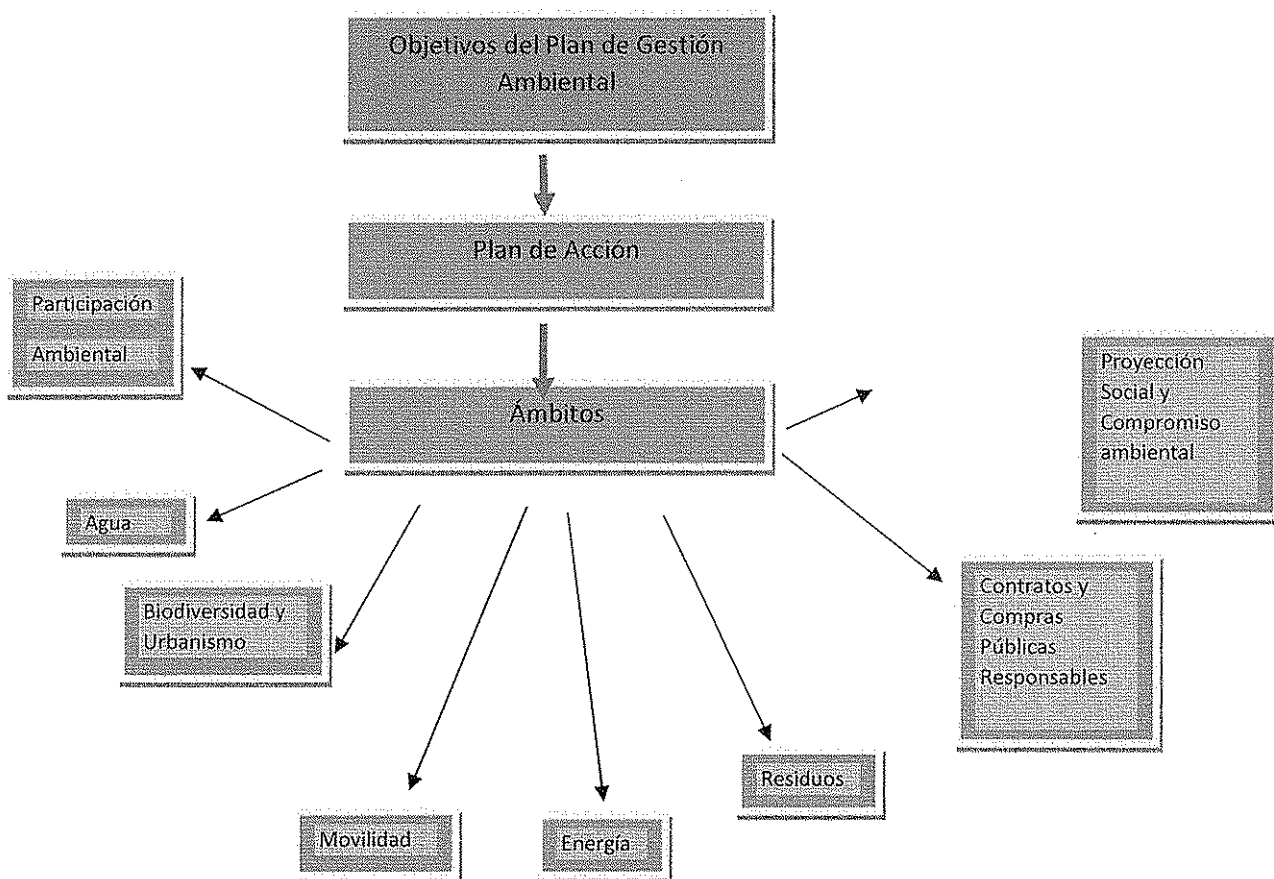 Objetivos del Plan de Gestión
Ambiental
Plan de Acción
Participación
Ambiental
Ámbitos
Proyección
Social y
Compromiso
ambiental
Agua
Biodiversidad y
Urbanismo
Contratos y
Compras
Públicas
Responsables
Residuos
Movilidad
Energía